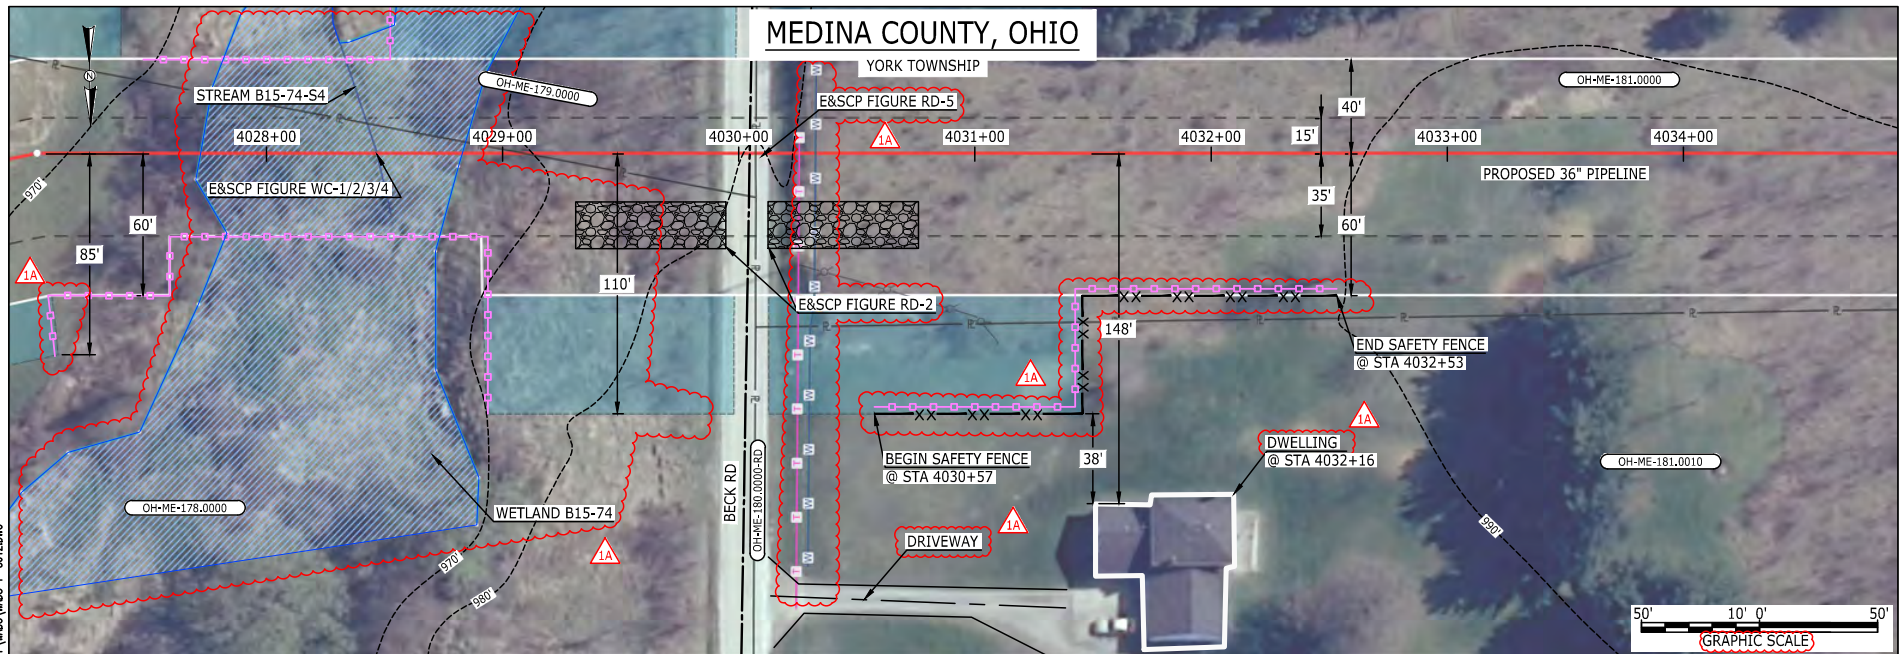 MEDINA COUNTY, OHIO
YORK TOWNSHIP
STREAM B15-74-S4
OH-ME-179.0000
E&SCP FIGURE RD-5
1A
OH-ME-181.0000
40'
15'
4028+00
4029+00
4030+00
4031+00
4032+00
4033+00
4034+00
PROPOSED 36" PIPELINE
E&SCP FIGURE WC-1/2/3/4
970'
60'
85'
35'
60'
1A
110'
E&SCP FIGURE RD-2
148'
END SAFETY FENCE
@ STA 4032+53
1A
1A
BEGIN SAFETY FENCE
@ STA 4030+57
38'
DWELLING
@ STA 4032+16
OH-ME-181.0010
OH-ME-178.0000
WETLAND B15-74
BECK RD
OH-ME-180.0000-RD
1A
DRIVEWAY
1A
970'
980'
990'
50'
10'
0'
50'
GRAPHIC SCALE